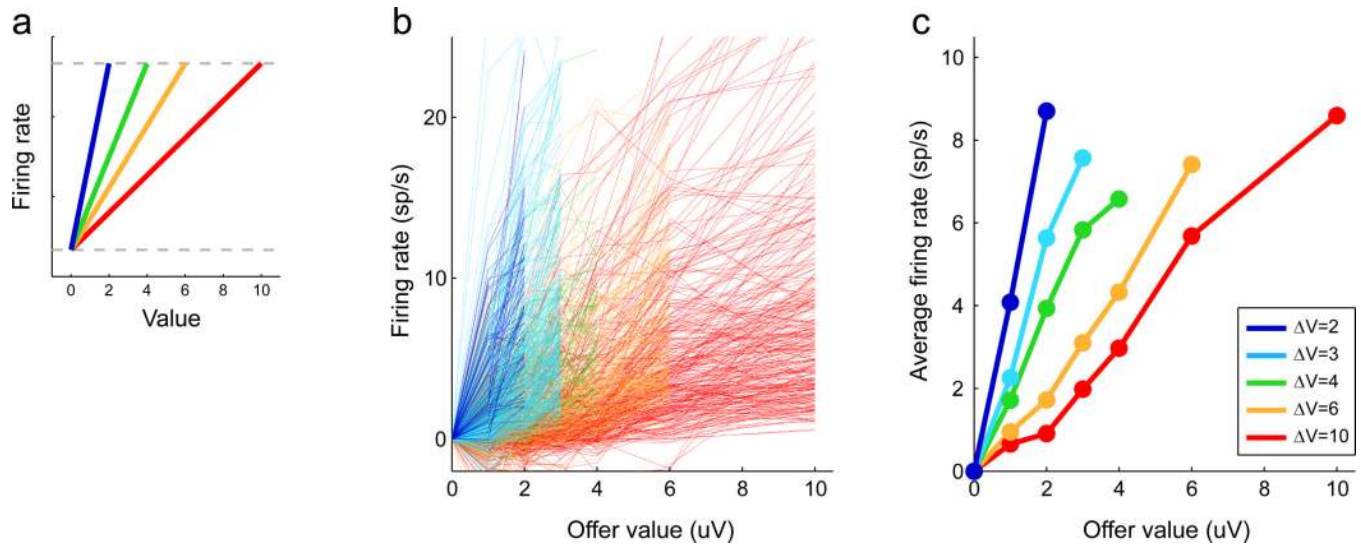 a
Firing rate
0 2 4 6 8 10
Value
b
Firing rate (sp/s)
20
10
0
0 2 4 6 8 10
Offer value (uV)
c
Average firing rate (sp/s)
10
8
6
4
2
0
0 2 4 6 8 10
Offer value (uV)
ΔV=2
ΔV=3
ΔV=4
ΔV=6
ΔV=10